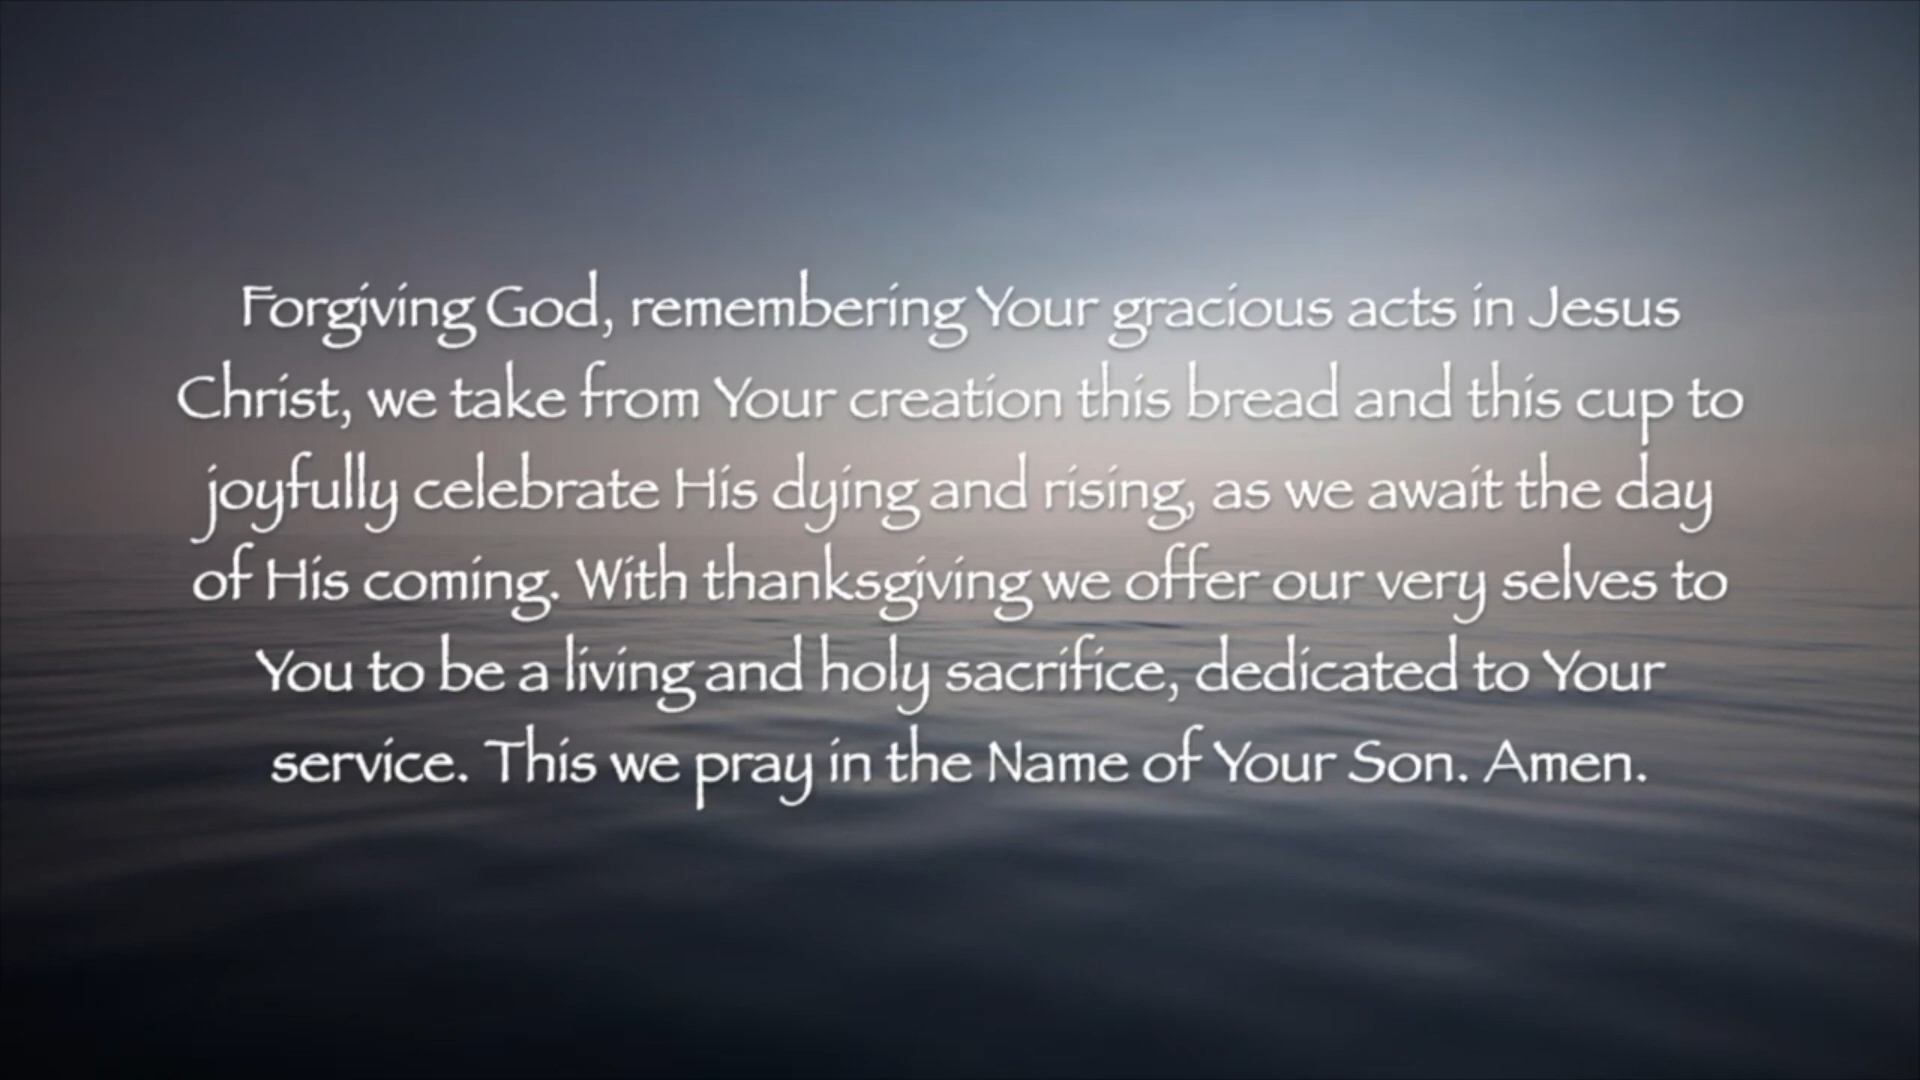 Forgiving God, remembering Your gracious acts in Jesus
Christ, we take from Your creation this bread and this cup to
joyfully celebrate His dying and rising, as we await the day
of His coming. With thanksgiving we offer our very selves to
You to be a living and holy sacrifice, dedicated to Your
service. This we pray in the Name of Your Son. Amen.